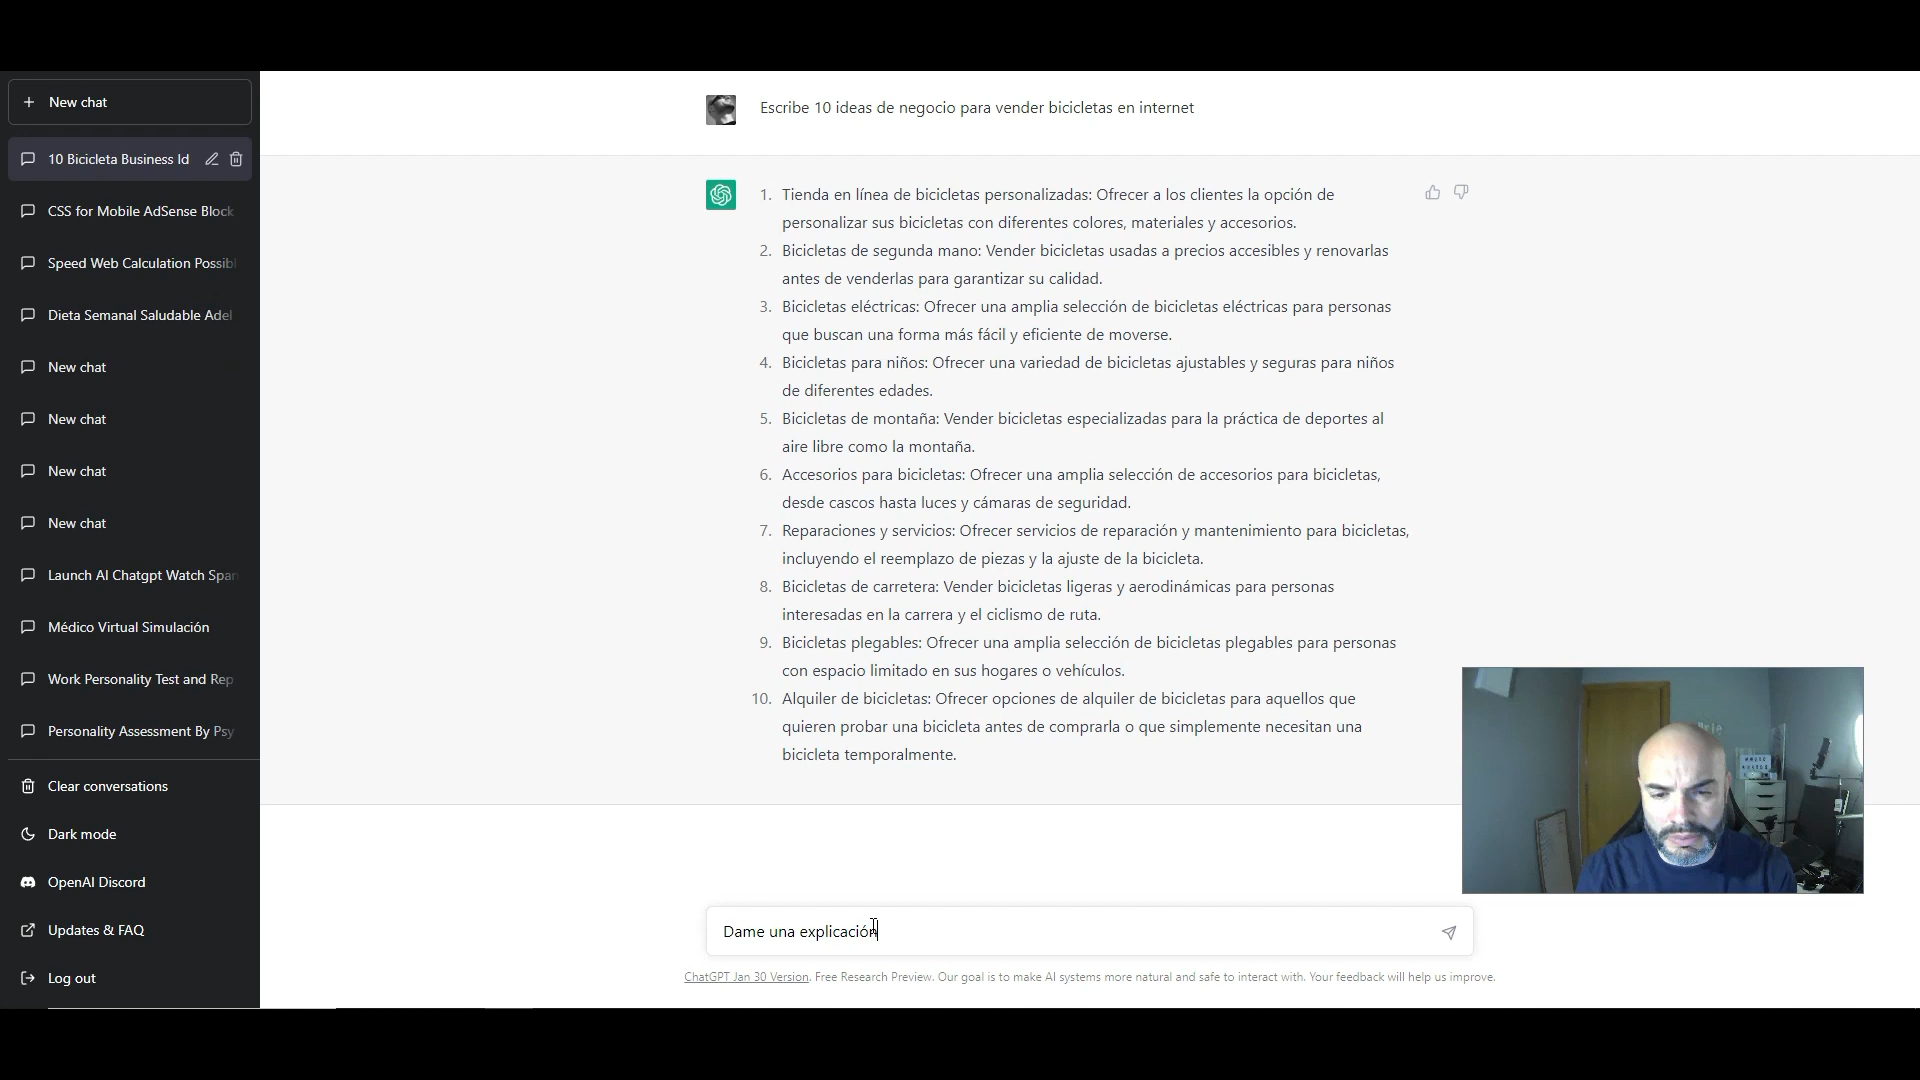 New chat
10 Bicicleta Business Id
CSS for Mobile AdSense Block
Speed Web Calculation Possib
Dieta Semanal Saludable Adel
New chat
New chat
New chat
New chat
Launch AI Chatgpt Watch Span
Médico Virtual Simulación
Work Personality Test and Rep
Personality Assessment By Psy
Clear conversations
Dark mode
OpenAI Discord
Updates & FAQ
Log out
Escribe 10 ideas de negocio para vender bicicletas en internet
1. Tienda en línea de bicicletas personalizadas: Ofrecer a los clientes la opción de
personalizar sus bicicletas con diferentes colores, materiales y accesorios.
2. Bicicletas de segunda mano: Vender bicicletas usadas a precios accesibles y renovarlas
antes de venderlas para garantizar su calidad.
3. Bicicletas eléctricas: Ofrecer una amplia selección de bicicletas eléctricas para personas
que buscan una forma más fácil y eficiente de moverse.
4. Bicicletas para niños: Ofrecer una variedad de bicicletas ajustables y seguras para niños
de diferentes edades.
5. Bicicletas de montaña: Vender bicicletas especializadas para la práctica de deportes al
aire libre como la montaña.
6. Accesorios para bicicletas: Ofrecer una amplia selección de accesorios para bicicletas,
desde cascos hasta luces y cámaras de seguridad.
7. Reparaciones y servicios: Ofrecer servicios de reparación y mantenimiento para bicicletas,
incluyendo el reemplazo de piezas y la ajuste de la bicicleta.
8. Bicicletas de carretera: Vender bicicletas ligeras y aerodinámicas para personas
interesadas en la carrera y el ciclismo de ruta.
9. Bicicletas plegables: Ofrecer una amplia selección de bicicletas plegables para personas
con espacio limitado en sus hogares o vehículos.
10. Alquiler de bicicletas: Ofrecer opciones de alquiler de bicicletas para aquellos que
quieren probar una bicicleta antes de comprarla o que simplemente necesitan una
bicicleta temporalmente.
Dame una explicación
ChatGPT Jan 30 Version. Free Research Preview. Our goal is to make AI systems more natural and safe to interact with. Your feedback will help us improve.